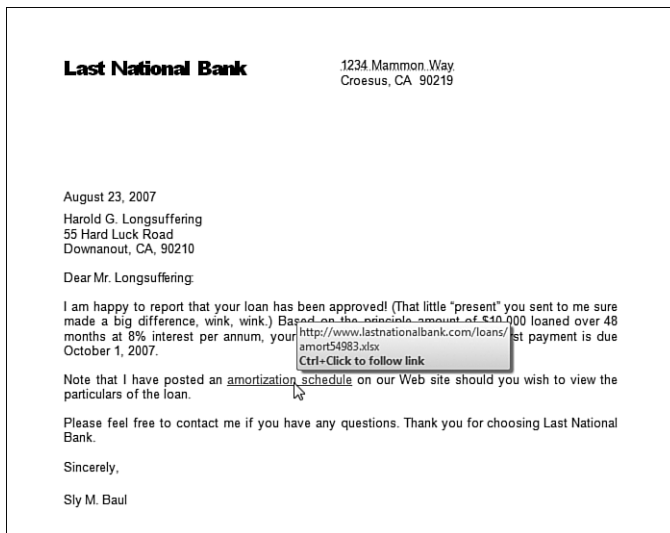 Last National Bank
1234 Mammon Way
Croesus, CA 90219
August 23, 2007
Harold G. Longsuffering
55 Hard Luck Road
Downanout, CA, 90210
Dear Mr. Longsuffering:
I am happy to report that your loan has been approved! (That little “present” you sent to me sure
made a big difference, wink, wink.) Based on the principle amount of $10,000 loaned over 48
months at 8% interest per annum, your
http://www.lastnationalbank.com/loans/
amort54983.xlsx
Ctrl+Click to follow link
payment is due
October 1, 2007.
Note that I have posted an amortization schedule on our Web site should you wish to view the
particulars of the loan.
Please feel free to contact me if you have any questions. Thank you for choosing Last National
Bank.
Sincerely,
Sly M. Baul